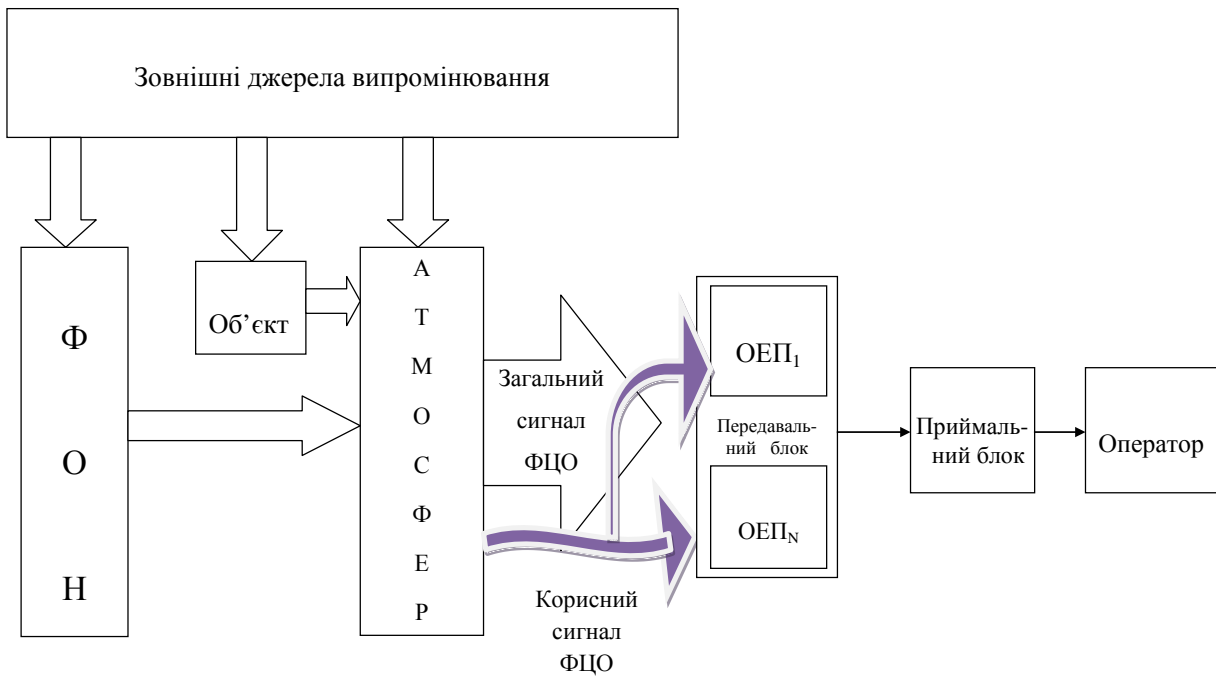 Зовнішні джерела випромінювання
Ф
О
Н
Об’єкт
А
Т
М
О
С
Ф
Е
Р
Загальний
сигнал
ФЦО
Корисний
сигнал
ФЦО
ОЕП1
Передаваль-
ний блок
ОЕПN
Приймаль-
ний блок
Оператор